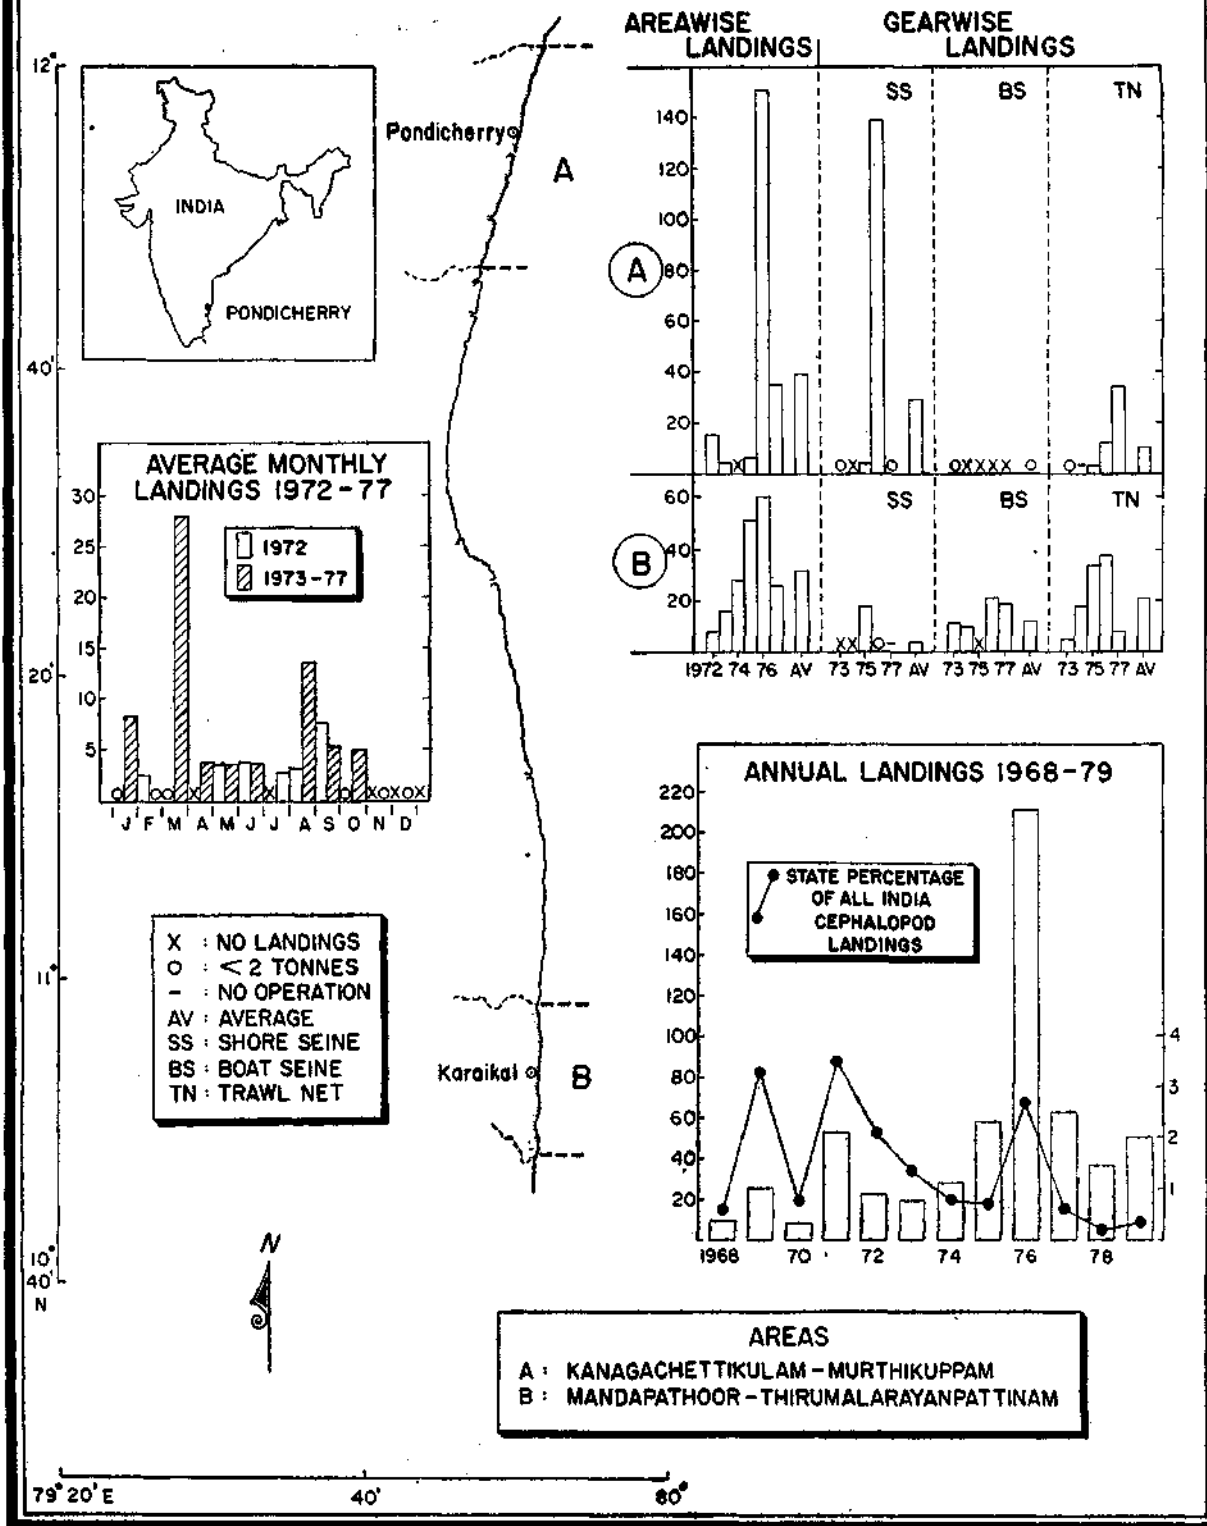 AREAWISE
LANDINGS
GEARWISE
LANDINGS
12°
40'
20'
11°
10°
40'
N
INDIA
PONDICHERRY
Pondicherry
A
A
140
120
100
80
60
40
20
SS
BS
TN
X
O X O
O X X X X O
O –
B
60
40
20
SS
BS
TN
X X O –
X
1972 74 76 AV
73 75 77 AV
73 75 77 AV
73 75 77 AV
AVERAGE MONTHLY
LANDINGS 1972-77
1972
1973-77
30
25
20
15
10
5
O O O X X O X O X O X
J F M A M J J A S O N D
X : NO LANDINGS
O : < 2 TONNES
– : NO OPERATION
AV : AVERAGE
SS : SHORE SEINE
BS : BOAT SEINE
TN : TRAWL NET
Karaikal
B
N
ANNUAL LANDINGS 1968-79
STATE PERCENTAGE
OF ALL INDIA
CEPHALOPOD
LANDINGS
220
200
180
160
140
120
100
80
60
40
20
4
3
2
1
1968 70 72 74 76 78
AREAS
A : KANAGACHETTIKULAM – MURTHIKUPPAM
B : MANDAPATHOOR – THIRUMALARAYANPATTINAM
79° 20' E 40' 80°